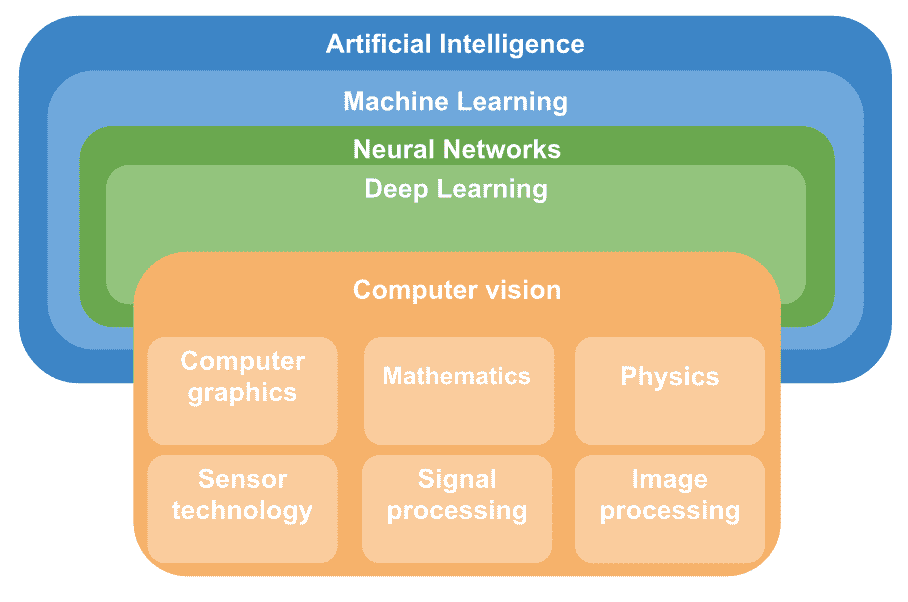 Artificial Intelligence
Machine Learning
Neural Networks
Deep Learning
Computer vision
Computer
graphics
Mathematics
Physics
Sensor
technology
Signal
processing
Image
processing